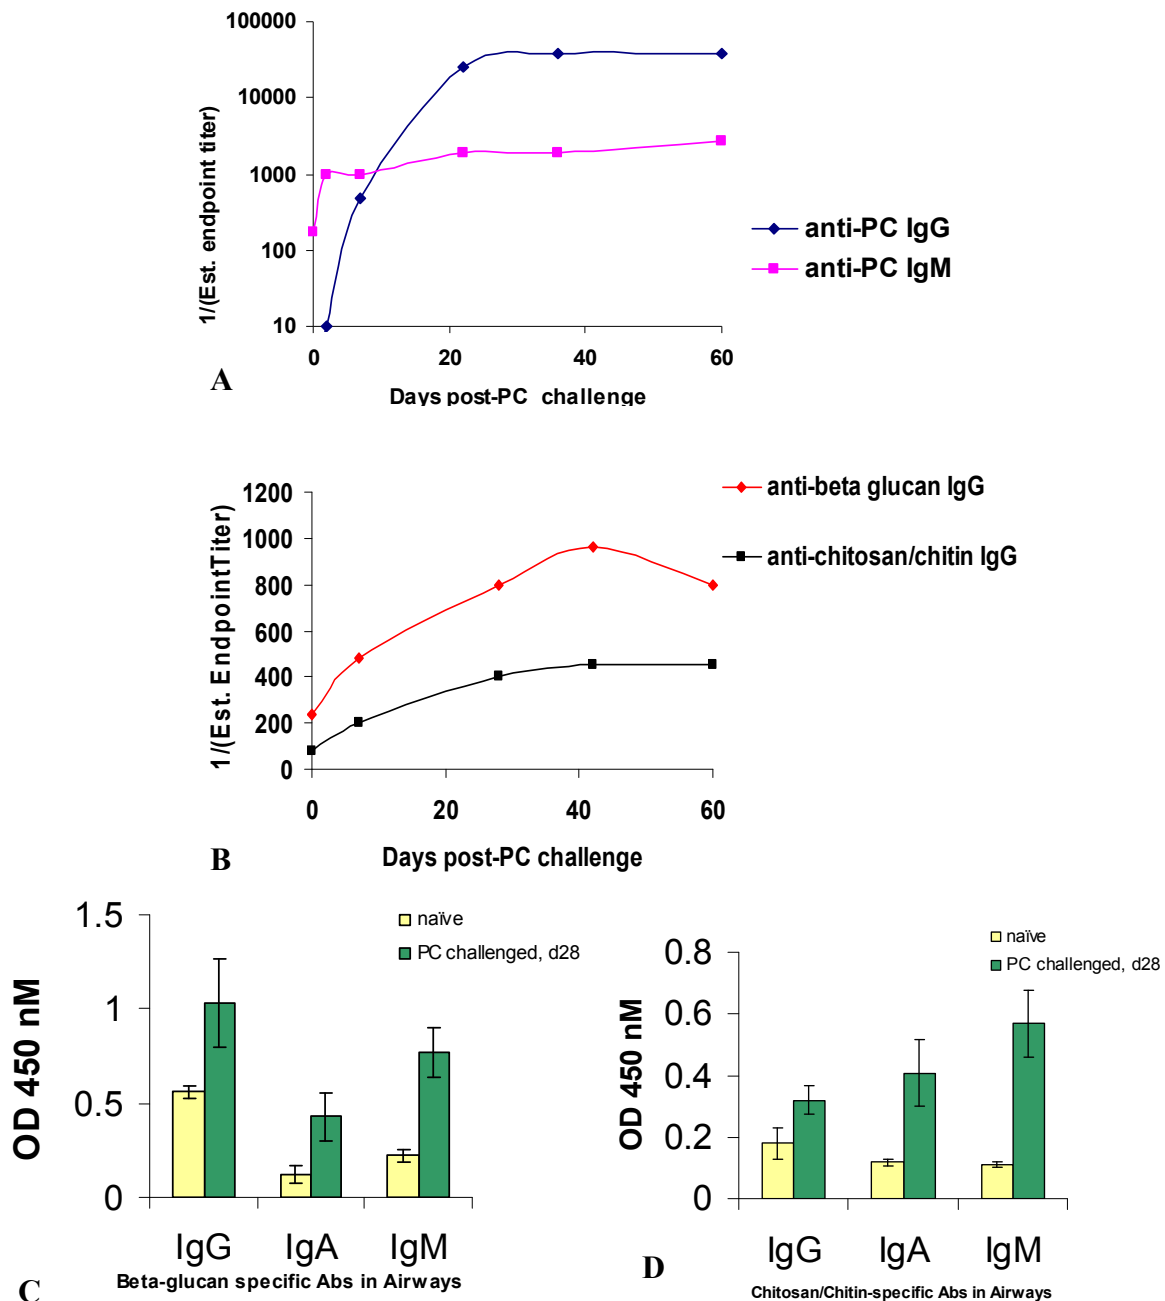 100000
10000
1000
100
10
1/(Est. endpoint titer)
0
20
40
60
Days post-PC challenge
anti-PC IgG
anti-PC IgM
A
1200
1000
800
600
400
200
0
1/(Est. EndpointTiter)
0
20
40
60
Days post-PC challenge
anti-beta glucan IgG
anti-chitosan/chitin IgG
B
1.5
1
0.5
0
OD 450 nM
naïve
PC challenged, d28
IgG
IgA
IgM
Beta-glucan specific Abs in Airways
C
0.8
0.6
0.4
0.2
0
OD 450 nM
naïve
PC challenged, d28
IgG
IgA
IgM
Chitosan/Chitin-specific Abs in Airways
D